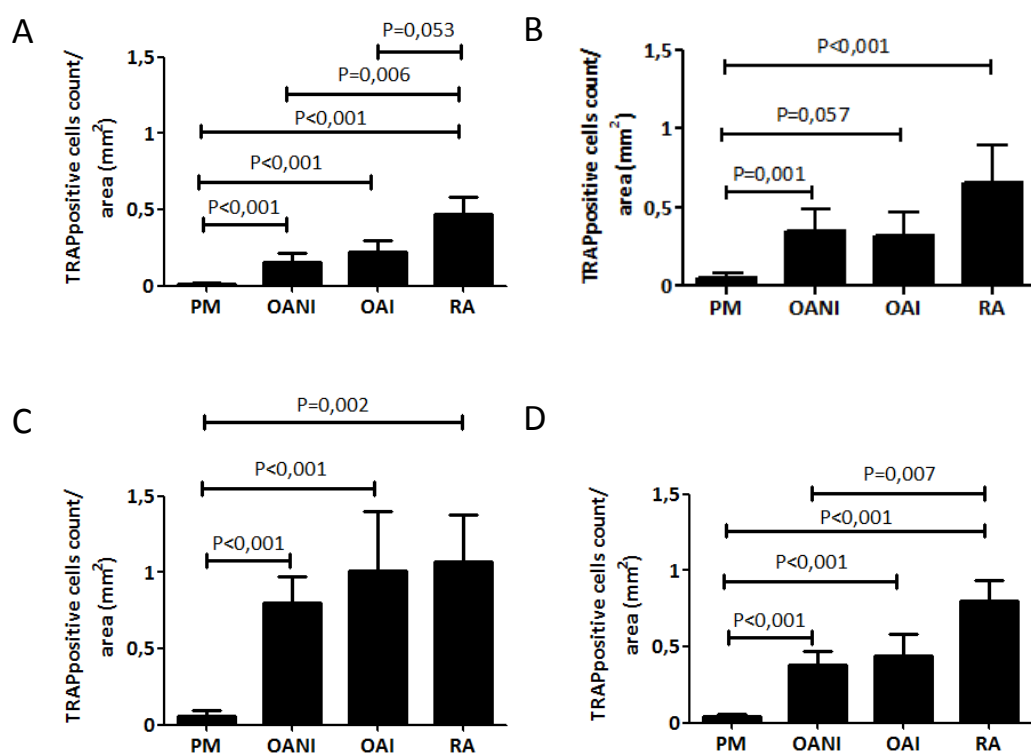 A
P=0,053
P=0,006
P<0,001
P<0,001
P<0,001
TRAPpositive cells count/
area (mm²)
1,5
1
0,5
0
PM OANI OAI RA
B
P<0,001
P=0,057
P=0,001
TRAPpositive cells count/
area (mm²)
1,5
1
0,5
0
PM OANI OAI RA
C
P=0,002
P<0,001
P<0,001
TRAPpositive cells count/
area (mm²)
1,5
1
0,5
0
PM OANI OAI RA
D
P=0,007
P<0,001
P<0,001
P<0,001
TRAPpositive cells count/
area (mm²)
1,5
1
0,5
0
PM OANI OAI RA